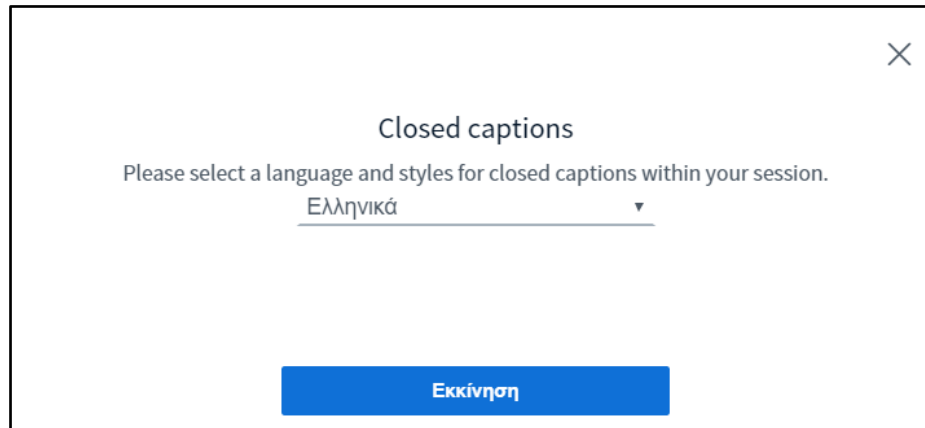 Closed captions
Please select a language and styles for closed captions within your session.
Ελληνικά
Εκκίνηση